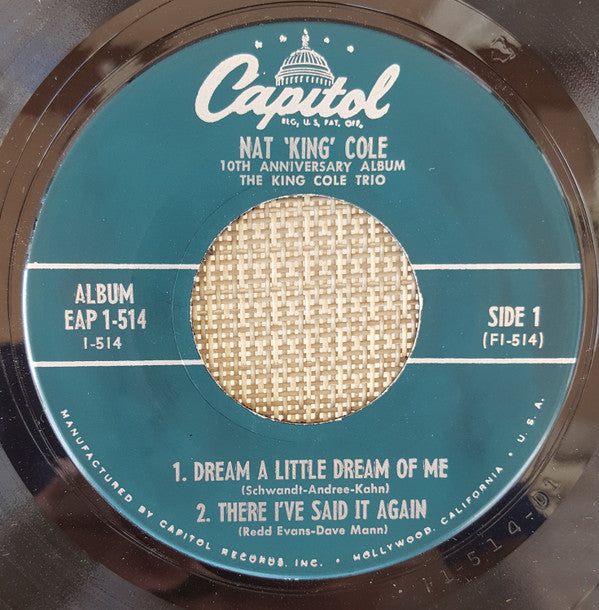 Capitol
REG. U.S. PAT. OFF.
NAT 'KING' COLE
10TH ANNIVERSARY ALBUM
THE KING COLE TRIO
ALBUM
EAP 1-514
1-514
SIDE 1
(F1-514)
1. DREAM A LITTLE DREAM OF ME
(Schwandt-Andree-Kahn)
2. THERE I'VE SAID IT AGAIN
(Redd Evans-Dave Mann)
MANUFACTURED BY CAPITOL RECORDS, INC. • HOLLYWOOD, CALIFORNIA • U.S.A.